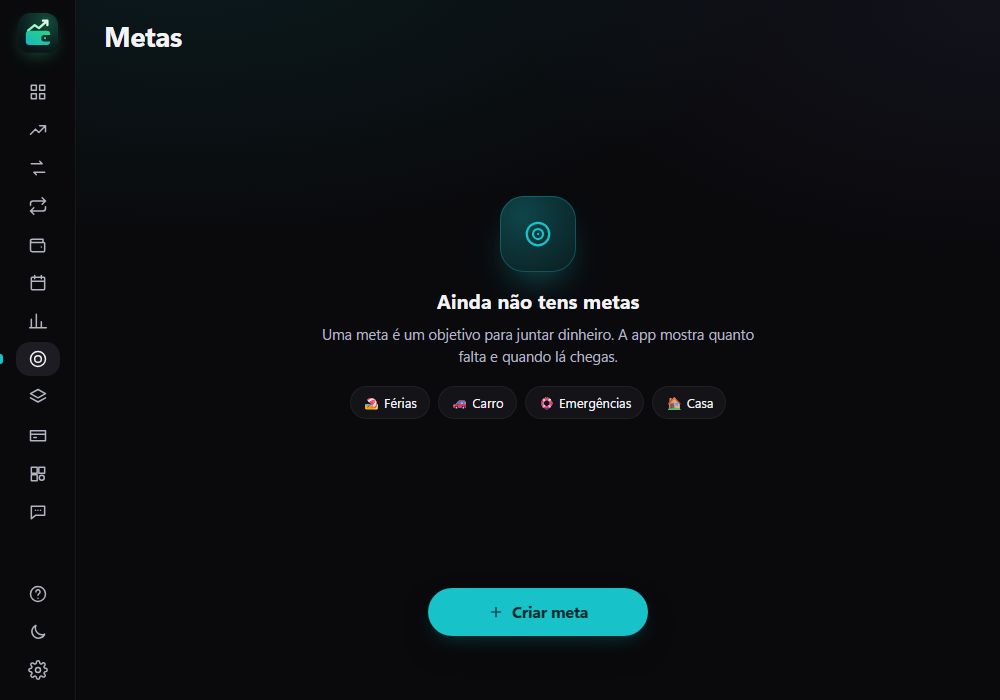 Metas
Ainda não tens metas
Uma meta é um objetivo para juntar dinheiro. A app mostra quanto
falta e quando lá chegas.
Férias
Carro
Emergências
Casa
+ Criar meta